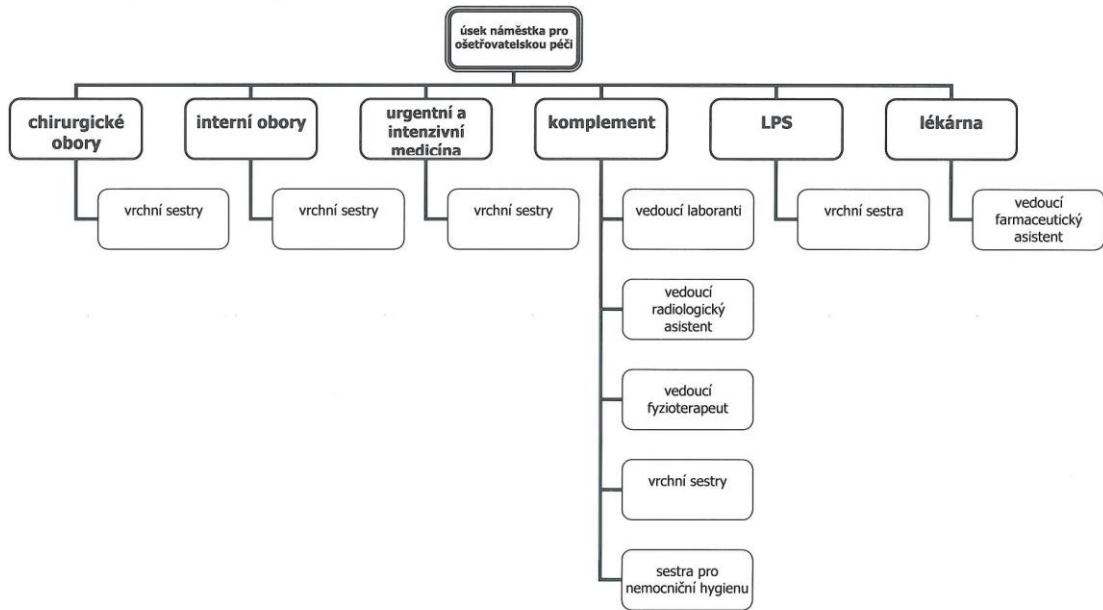 úsek náměstka pro
ošetřovatelskou péči
chirurgické
obory
interní obory
urgentní a
intenzivní
medicína
komplement
LPS
lékárna
vrchní sestry
vrchní sestry
vrchní sestry
vedoucí laboranti
vrchní sestra
vedoucí
farmaceutický
asistent
vedoucí
radiologický
asistent
vedoucí
fyzioterapeut
vrchní sestry
sestra pro
nemocniční hygienu